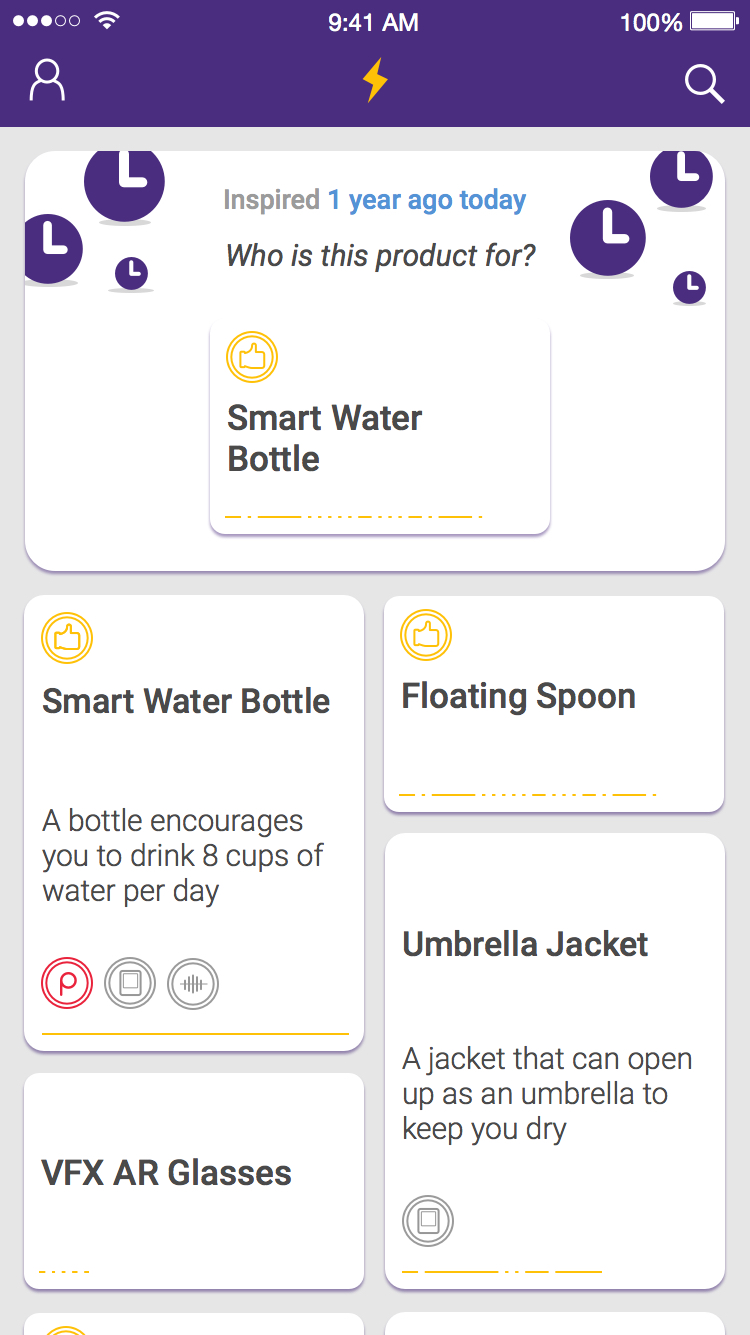 9:41 AM
100%
Inspired 1 year ago today
Who is this product for?
Smart Water
Bottle
Smart Water Bottle
A bottle encourages
you to drink 8 cups of
water per day
Floating Spoon
Umbrella Jacket
A jacket that can open
up as an umbrella to
keep you dry
VFX AR Glasses